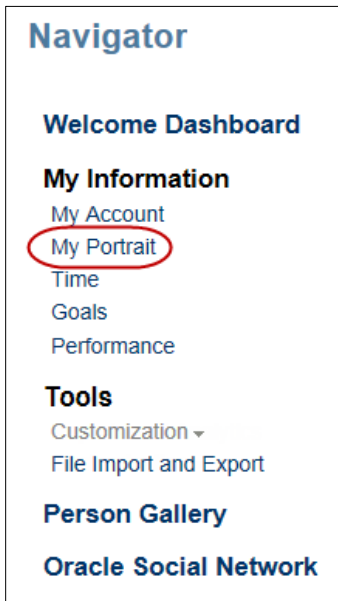 Navigator
Welcome Dashboard
My Information
My Account
My Portrait
Time
Goals
Performance
Tools
Customization
File Import and Export
Person Gallery
Oracle Social Network